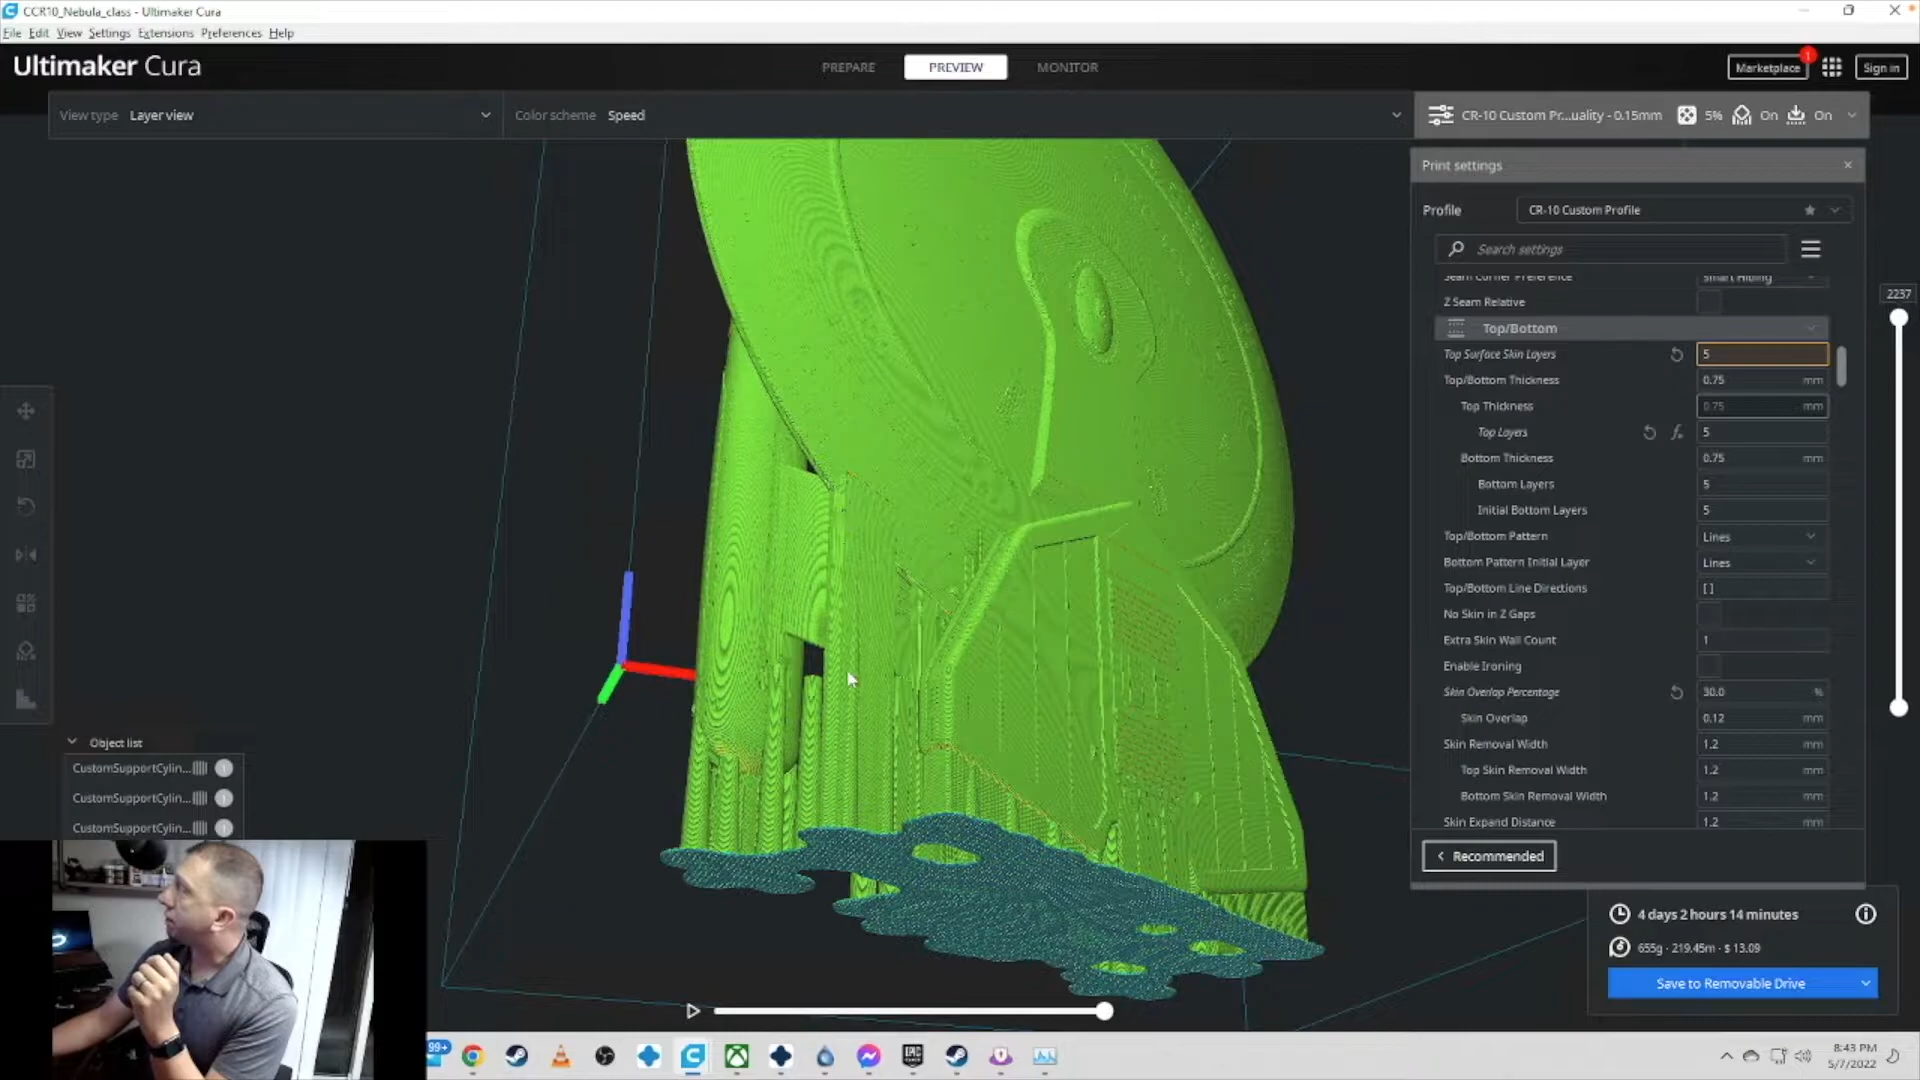 CCR10_Nebula_class - Ultimaker Cura
File Edit View Settings Extensions Preferences Help
Ultimaker Cura
PREPARE
PREVIEW
MONITOR
Marketplace
1
Sign in
View type Layer view
Color scheme Speed
CR-10 Custom Pr...uality - 0.15mm
5%
On
On
Print settings
Profile
CR-10 Custom Profile
Search settings
Seam Corner Preference
Smart Hiding
Z Seam Relative
Top/Bottom
Top Surface Skin Layers
5
Top/Bottom Thickness
0.75 mm
Top Thickness
0.75 mm
Top Layers
5
Bottom Thickness
0.75 mm
Bottom Layers
5
Initial Bottom Layers
5
Top/Bottom Pattern
Lines
Bottom Pattern Initial Layer
Lines
Top/Bottom Line Directions
[ ]
No Skin in Z Gaps
Extra Skin Wall Count
1
Enable Ironing
Skin Overlap Percentage
30.0 %
Skin Overlap
0.12 mm
Skin Removal Width
1.2 mm
Top Skin Removal Width
1.2 mm
Bottom Skin Removal Width
1.2 mm
Skin Expand Distance
1.2 mm
Recommended
2237
Object list
CustomSupportCylin...
CustomSupportCylin...
CustomSupportCylin...
4 days 2 hours 14 minutes
655g · 219.45m · $ 13.09
Save to Removable Drive
99+
EPIC
8:43 PM
5/7/2022